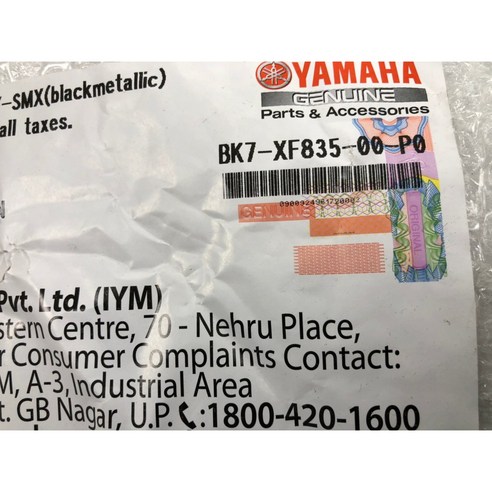 -SMX(blackmetallic)
all taxes.
YAMAHA
GENUINE
Parts & Accessories
BK7-XF835-00-P0
GENUINE
ORIGINAL
Pvt. Ltd. (IYM)
stern Centre, 70 - Nehru Place,
r Consumer Complaints Contact:
M, A-3, Industrial Area
t. GB Nagar, U.P. :1800-420-1600